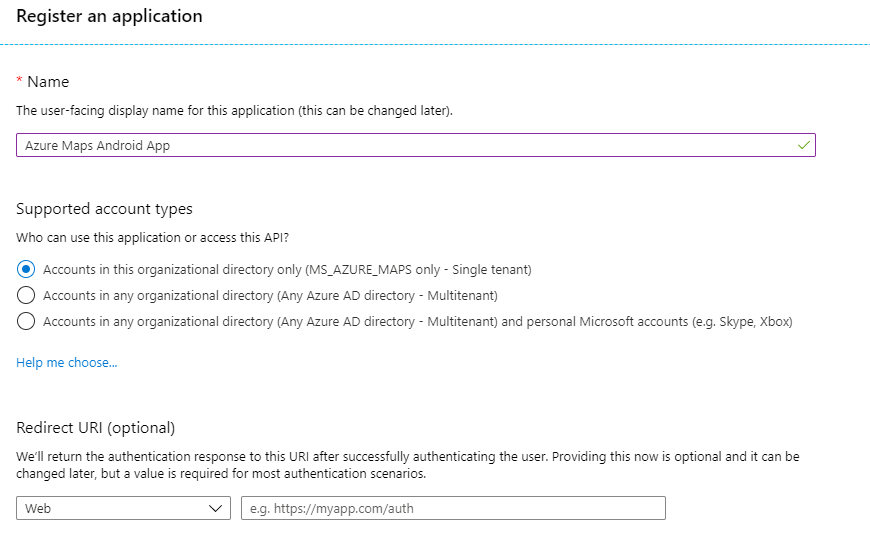 Register an application
* Name
The user-facing display name for this application (this can be changed later).
Azure Maps Android App
Supported account types
Who can use this application or access this API?
Accounts in this organizational directory only (MS_AZURE_MAPS only - Single tenant)
Accounts in any organizational directory (Any Azure AD directory - Multitenant)
Accounts in any organizational directory (Any Azure AD directory - Multitenant) and personal Microsoft accounts (e.g. Skype, Xbox)
Help me choose...
Redirect URI (optional)
We'll return the authentication response to this URI after successfully authenticating the user. Providing this now is optional and it can be
changed later, but a value is required for most authentication scenarios.
Web e.g. https://myapp.com/auth